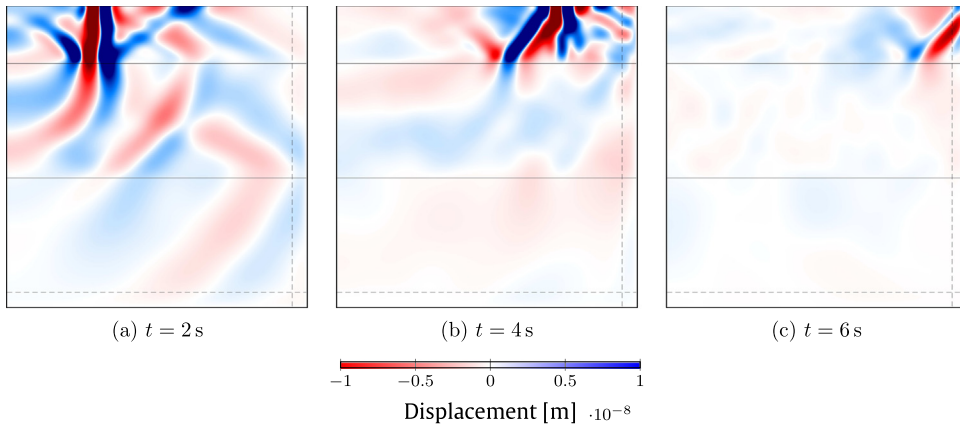 (a) t = 2 s
(b) t = 4 s
(c) t = 6 s
−1 −0.5 0 0.5 1
Displacement [m] ·10⁻⁸